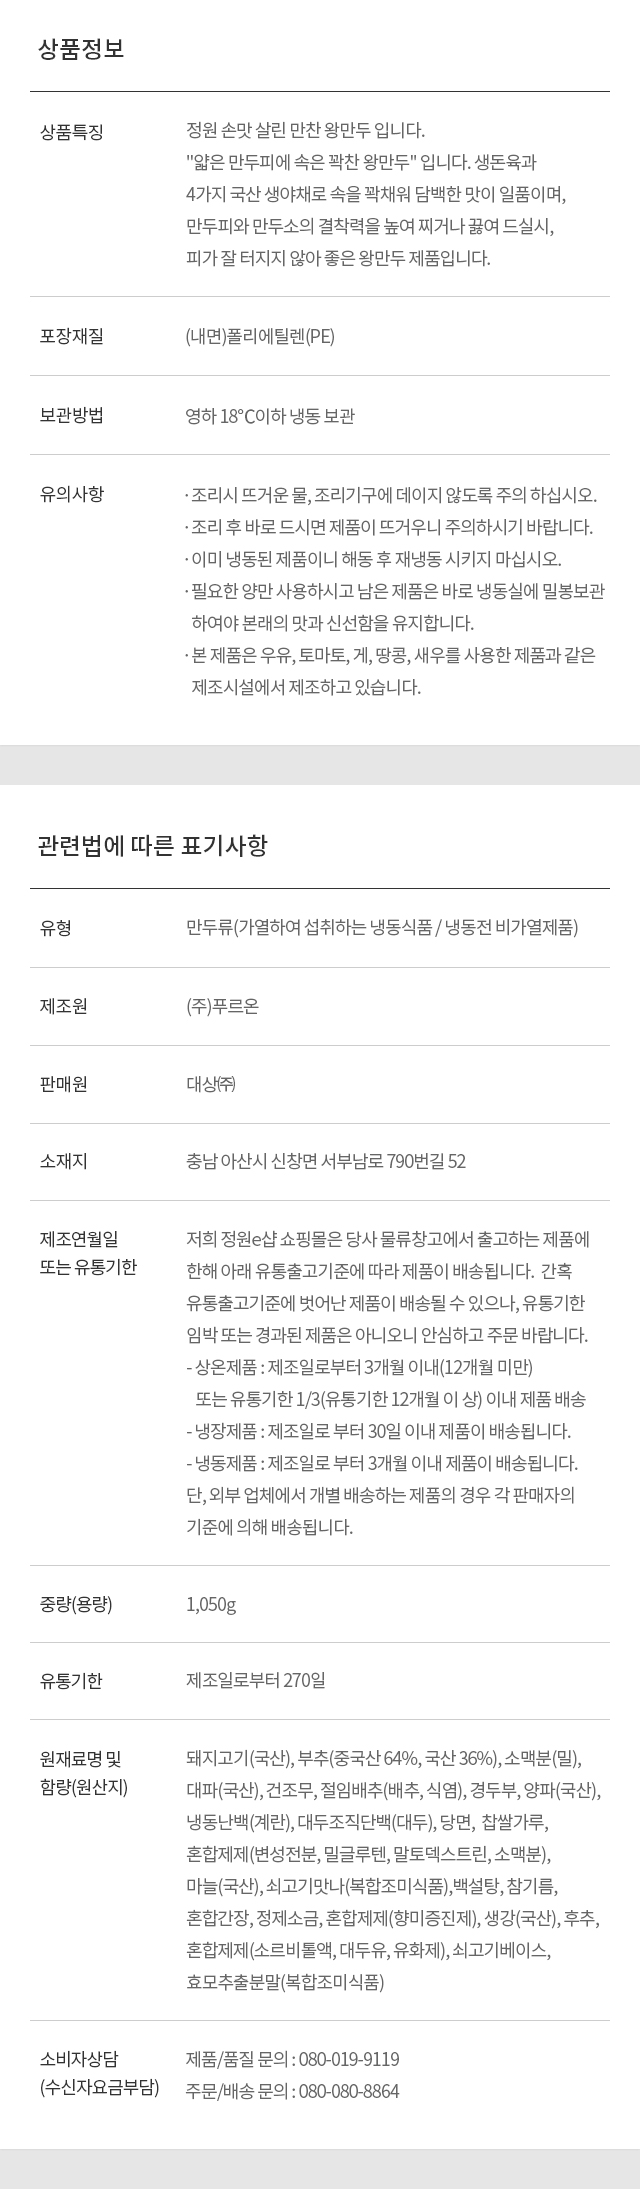 상품정보
상품특징
정원 손맛 살린 만찬 왕만두 입니다.
"얇은 만두피에 속은 꽉찬 왕만두" 입니다. 생돈육과
4가지 국산 생야채로 속을 꽉채워 담백한 맛이 일품이며,
만두피와 만두소의 결착력을 높여 찌거나 끓여 드실시,
피가 잘 터지지 않아 좋은 왕만두 제품입니다.
포장재질
(내면)폴리에틸렌(PE)
보관방법
영하 18℃이하 냉동 보관
유의사항
· 조리시 뜨거운 물, 조리기구에 데이지 않도록 주의 하십시오.
· 조리 후 바로 드시면 제품이 뜨거우니 주의하시기 바랍니다.
· 이미 냉동된 제품이니 해동 후 재냉동 시키지 마십시오.
· 필요한 양만 사용하시고 남은 제품은 바로 냉동실에 밀봉보관
하여야 본래의 맛과 신선함을 유지합니다.
· 본 제품은 우유, 토마토, 게, 땅콩, 새우를 사용한 제품과 같은
제조시설에서 제조하고 있습니다.
관련법에 따른 표기사항
유형
만두류(가열하여 섭취하는 냉동식품 / 냉동전 비가열제품)
제조원
(주)푸르온
판매원
대상㈜
소재지
충남 아산시 신창면 서부남로 790번길 52
제조연월일
또는 유통기한
저희 정원e샵 쇼핑몰은 당사 물류창고에서 출고하는 제품에
한해 아래 유통출고기준에 따라 제품이 배송됩니다. 간혹
유통출고기준에 벗어난 제품이 배송될 수 있으나, 유통기한
임박 또는 경과된 제품은 아니오니 안심하고 주문 바랍니다.
- 상온제품 : 제조일로부터 3개월 이내(12개월 미만)
또는 유통기한 1/3(유통기한 12개월 이 상) 이내 제품 배송
- 냉장제품 : 제조일로 부터 30일 이내 제품이 배송됩니다.
- 냉동제품 : 제조일로 부터 3개월 이내 제품이 배송됩니다.
단, 외부 업체에서 개별 배송하는 제품의 경우 각 판매자의
기준에 의해 배송됩니다.
중량(용량)
1,050g
유통기한
제조일로부터 270일
원재료명 및
함량(원산지)
돼지고기(국산), 부추(중국산 64%, 국산 36%), 소맥분(밀),
대파(국산), 건조무, 절임배추(배추, 식염), 경두부, 양파(국산),
냉동난백(계란), 대두조직단백(대두), 당면, 찹쌀가루,
혼합제제(변성전분, 밀글루텐, 말토덱스트린, 소맥분),
마늘(국산), 쇠고기맛나(복합조미식품),백설탕, 참기름,
혼합간장, 정제소금, 혼합제제(향미증진제), 생강(국산), 후추,
혼합제제(소르비톨액, 대두유, 유화제), 쇠고기베이스,
효모추출분말(복합조미식품)
소비자상담
(수신자요금부담)
제품/품질 문의 : 080-019-9119
주문/배송 문의 : 080-080-8864